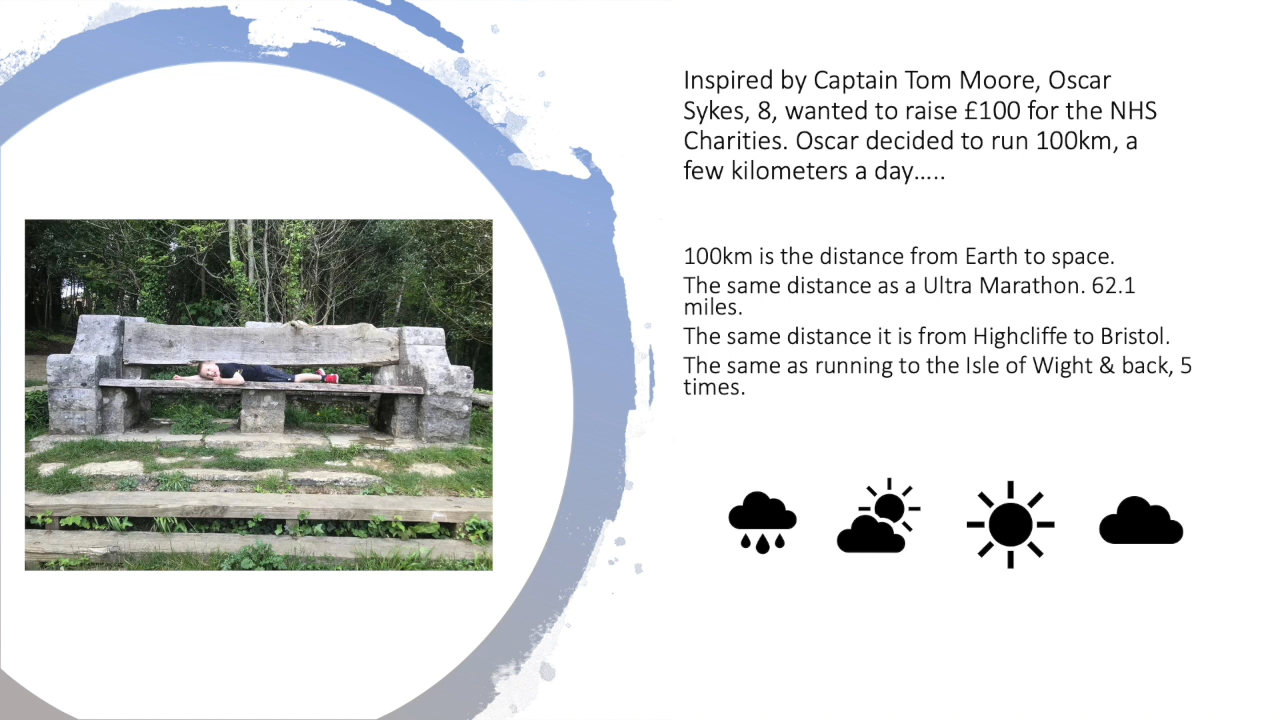 Inspired by Captain Tom Moore, Oscar
Sykes, 8, wanted to raise £100 for the NHS
Charities. Oscar decided to run 100km, a
few kilometers a day.....
100km is the distance from Earth to space.
The same distance as a Ultra Marathon. 62.1
miles.
The same distance it is from Highcliffe to Bristol.
The same as running to the Isle of Wight & back, 5
times.